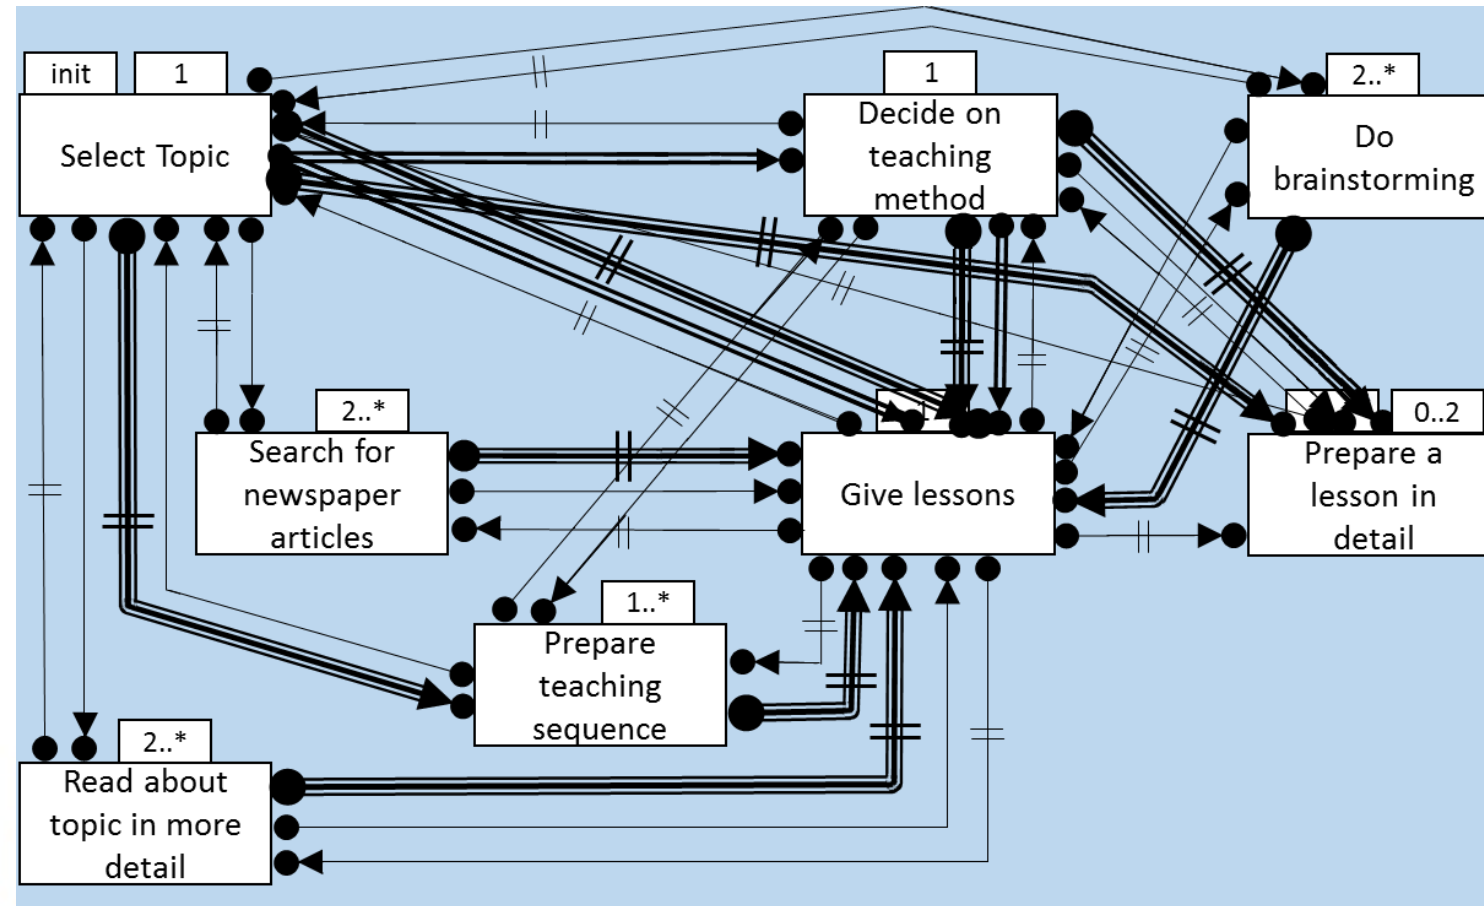 init
1
Select Topic
1
Decide on
teaching
method
2..*
Do
brainstorming
2..*
Search for
newspaper
articles
1
Give lessons
0..2
Prepare a
lesson in
detail
1..*
Prepare
teaching
sequence
2..*
Read about
topic in more
detail